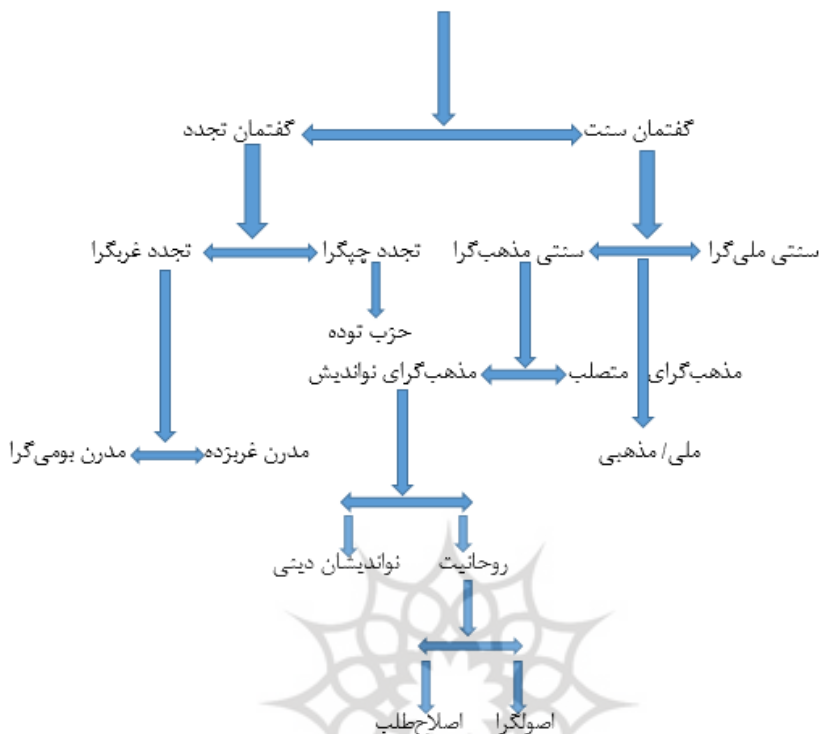 گفتمان سنت گفتمان تجدد
سنتی ملی‌گرا سنتی مذهب‌گرا تجدد چپگرا تجدد غربگرا
حزب توده
مذهب‌گرای متصلب مذهب‌گرای نواندیش
ملی/ مذهبی مدرن غربزده مدرن بومی‌گرا
روحانیت نواندیشان دینی
اصولگرا اصلاح‌طلب